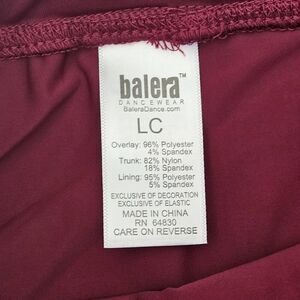 balera™
DANCEWEAR
BaleraDance.com
LC
Overlay: 96% Polyester
4% Spandex
Trunk: 82% Nylon
18% Spandex
Lining: 95% Polyester
5% Spandex
EXCLUSIVE OF DECORATION
EXCLUSIVE OF ELASTIC
MADE IN CHINA
RN 64830
CARE ON REVERSE